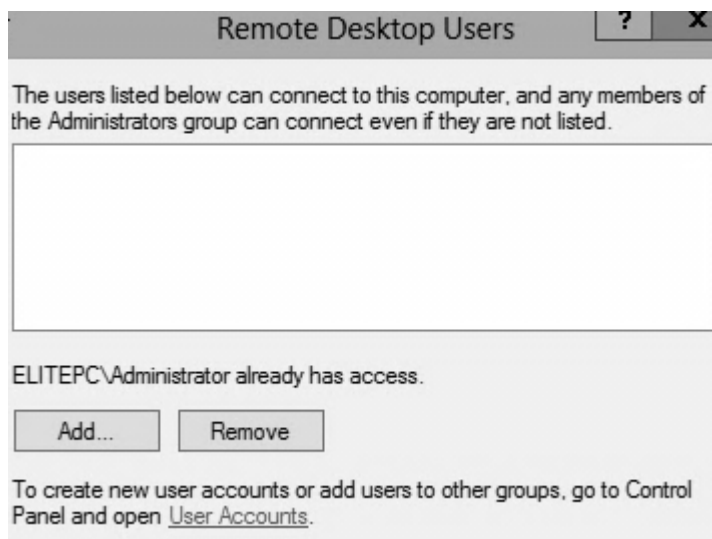 Remote Desktop Users
? X
The users listed below can connect to this computer, and any members of
the Administrators group can connect even if they are not listed.
ELITEPC\Administrator already has access.
Add... Remove
To create new user accounts or add users to other groups, go to Control
Panel and open User Accounts.